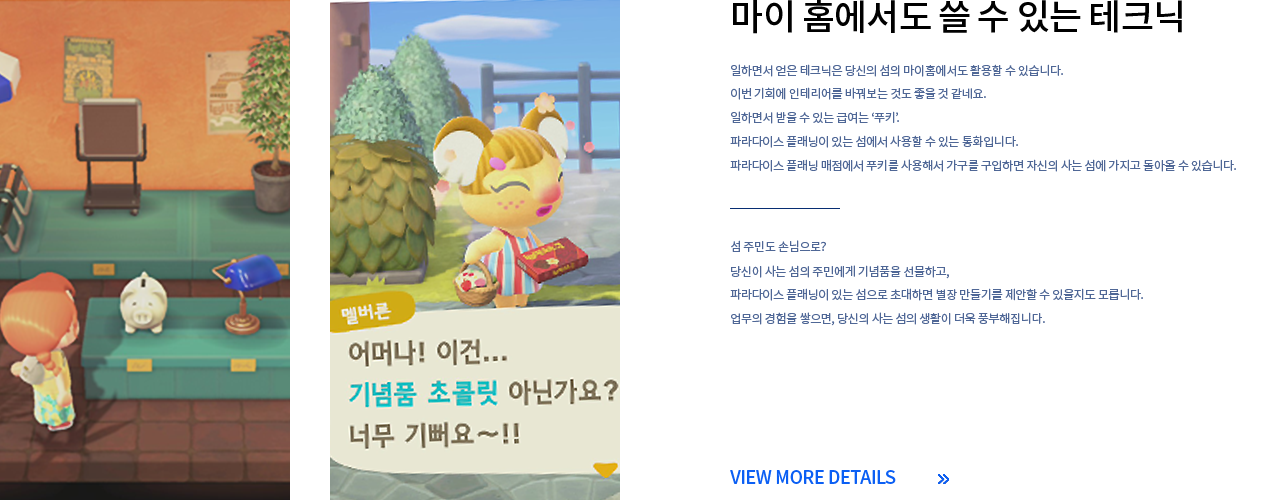 마이 홈에서도 쓸 수 있는 테크닉
일하면서 얻은 테크닉은 당신의 섬의 마이홈에서도 활용할 수 있습니다.
이번 기회에 인테리어를 바꿔보는 것도 좋을 것 같네요.
일하면서 받을 수 있는 급여는 ‘푸키’.
파라다이스 플래닝이 있는 섬에서 사용할 수 있는 통화입니다.
파라다이스 플래닝 매점에서 푸키를 사용해서 가구를 구입하면 자신의 사는 섬에 가지고 돌아올 수 있습니다.
섬 주민도 손님으로?
당신이 사는 섬의 주민에게 기념품을 선물하고,
파라다이스 플래닝이 있는 섬으로 초대하면 별장 만들기를 제안할 수 있을지도 모릅니다.
업무의 경험을 쌓으면, 당신의 사는 섬의 생활이 더욱 풍부해집니다.
멜버른
어머나! 이건...
기념품 초콜릿 아닌가요?
너무 기뻐요~!!
VIEW MORE DETAILS